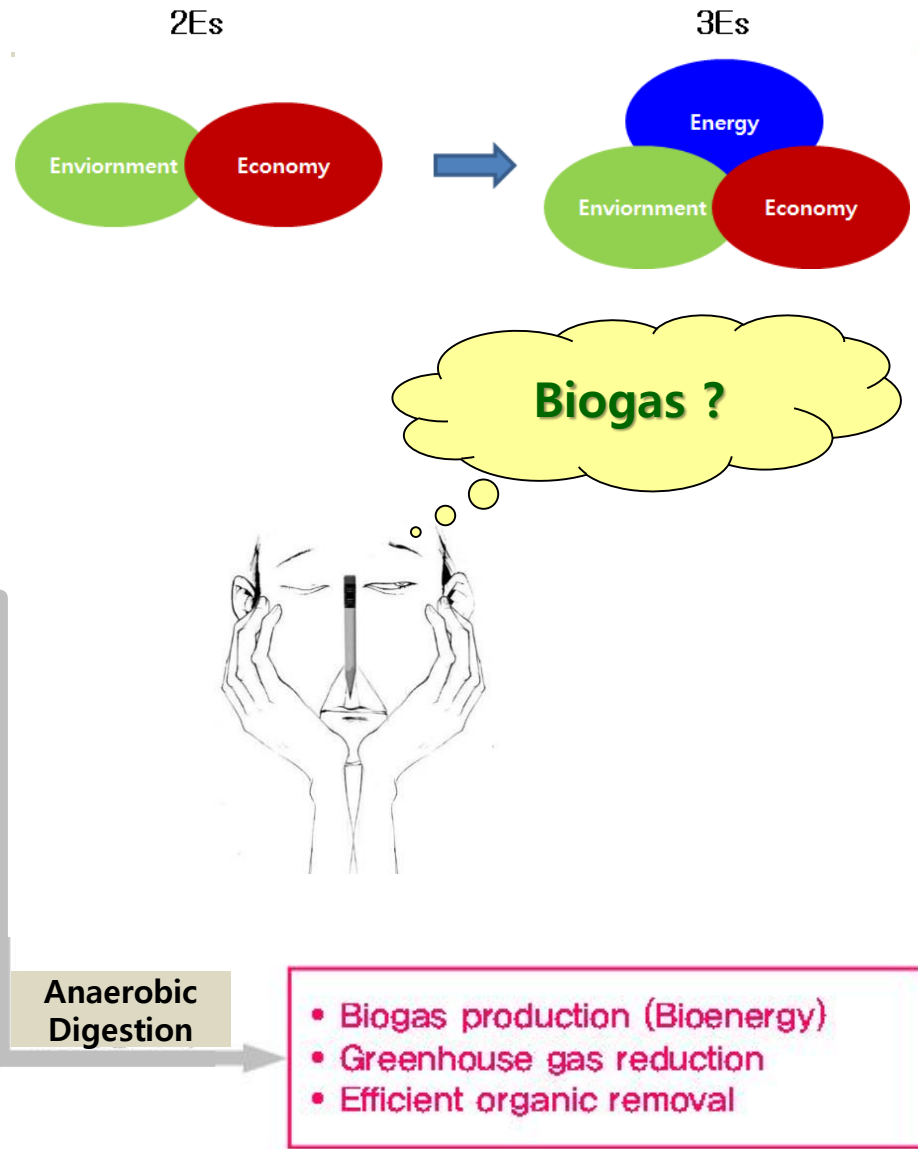 2Es
3Es
Enviornment
Economy
Energy
Enviornment
Economy
Biogas ?
Anaerobic
Digestion
• Biogas production (Bioenergy)
• Greenhouse gas reduction
• Efficient organic removal